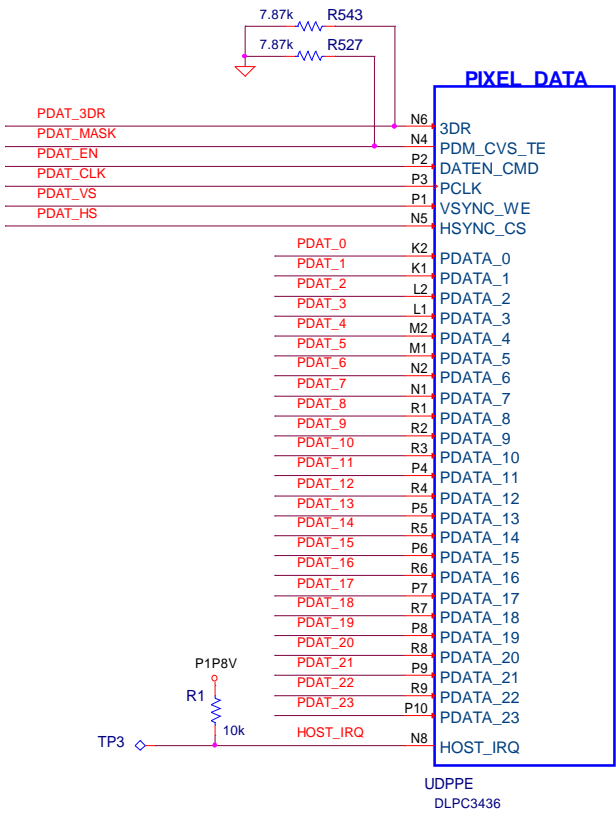 7.87k R543
7.87k R527
PIXEL_DATA
PDAT_3DR N6 3DR
PDAT_MASK N4 PDM_CVS_TE
PDAT_EN P2 DATEN_CMD
PDAT_CLK P3 PCLK
PDAT_VS P1 VSYNC_WE
PDAT_HS N5 HSYNC_CS
PDAT_0 K2 PDATA_0
PDAT_1 K1 PDATA_1
PDAT_2 L2 PDATA_2
PDAT_3 L1 PDATA_3
PDAT_4 M2 PDATA_4
PDAT_5 M1 PDATA_5
PDAT_6 N2 PDATA_6
PDAT_7 N1 PDATA_7
PDAT_8 R1 PDATA_8
PDAT_9 R2 PDATA_9
PDAT_10 R3 PDATA_10
PDAT_11 P4 PDATA_11
PDAT_12 R4 PDATA_12
PDAT_13 P5 PDATA_13
PDAT_14 R5 PDATA_14
PDAT_15 P6 PDATA_15
PDAT_16 R6 PDATA_16
PDAT_17 P7 PDATA_17
PDAT_18 R7 PDATA_18
PDAT_19 P8 PDATA_19
PDAT_20 R8 PDATA_20
PDAT_21 P9 PDATA_21
PDAT_22 R9 PDATA_22
PDAT_23 P10 PDATA_23
P1P8V
R1
10k
TP3 HOST_IRQ N8 HOST_IRQ
UDPPE
DLPC3436